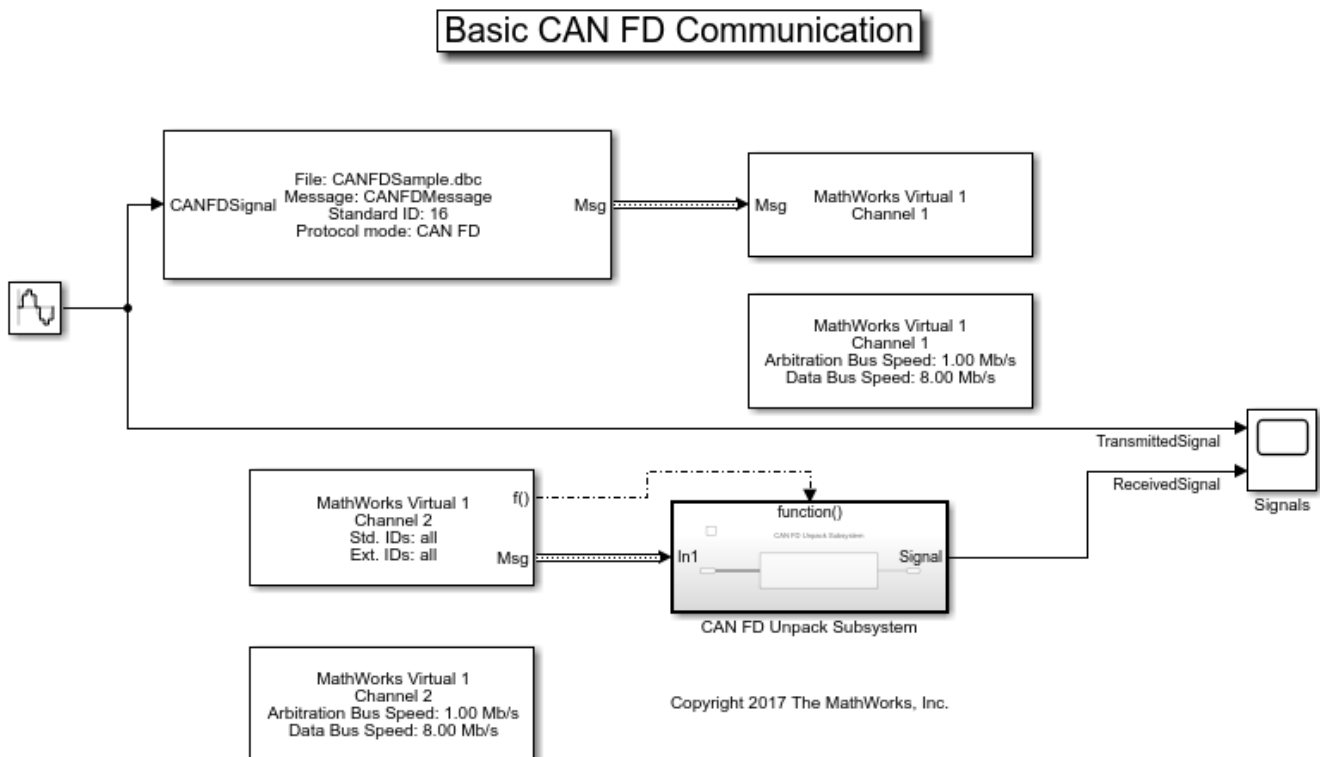 Basic CAN FD Communication
CANFDSignal
File: CANFDSample.dbc
Message: CANFDMessage
Standard ID: 16
Protocol mode: CAN FD
Msg
Msg
MathWorks Virtual 1
Channel 1
MathWorks Virtual 1
Channel 1
Arbitration Bus Speed: 1.00 Mb/s
Data Bus Speed: 8.00 Mb/s
TransmittedSignal
ReceivedSignal
Signals
MathWorks Virtual 1
Channel 2
Std. IDs: all
Ext. IDs: all
f()
Msg
function()
CAN FD Unpack Subsystem
In1
Signal
CAN FD Unpack Subsystem
MathWorks Virtual 1
Channel 2
Arbitration Bus Speed: 1.00 Mb/s
Data Bus Speed: 8.00 Mb/s
Copyright 2017 The MathWorks, Inc.